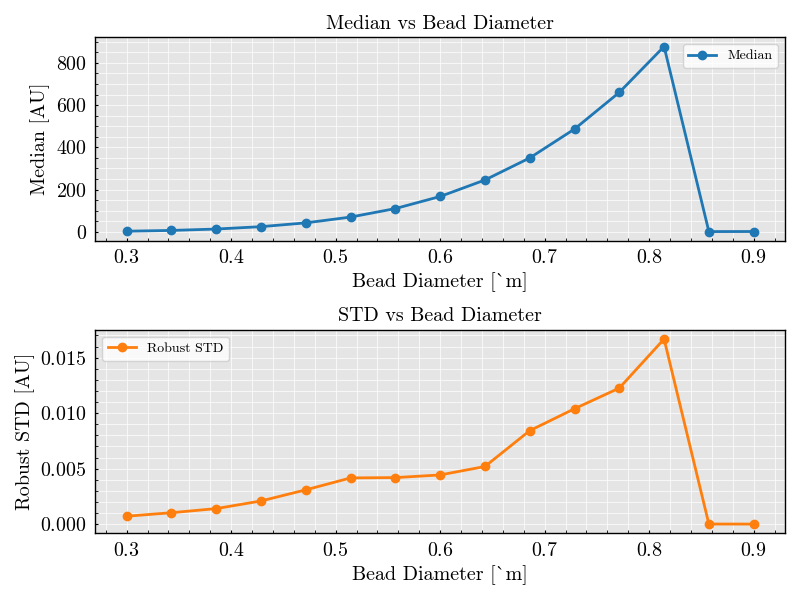 Median vs Bead Diameter
Median [AU]
800
600
400
200
0
Median
0.3 0.4 0.5 0.6 0.7 0.8 0.9
Bead Diameter [`m]
STD vs Bead Diameter
Robust STD [AU]
0.015
0.010
0.005
0.000
Robust STD
0.3 0.4 0.5 0.6 0.7 0.8 0.9
Bead Diameter [`m]